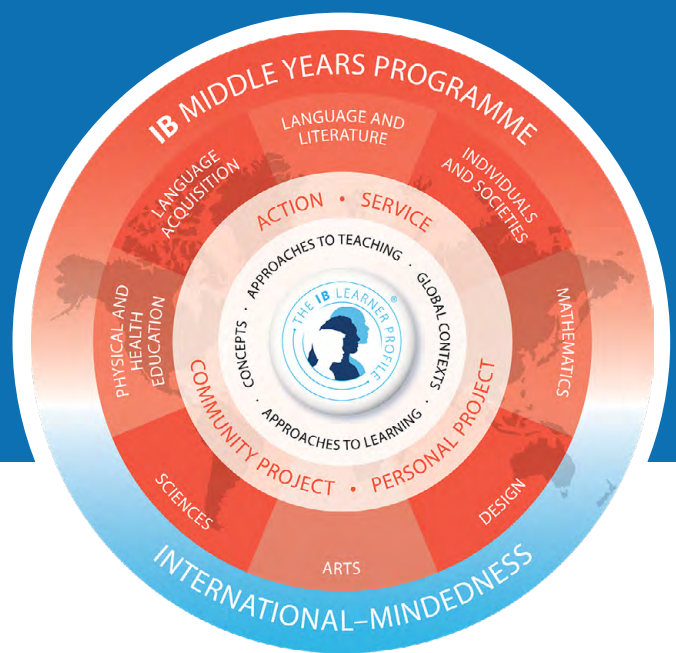 IB MIDDLE YEARS PROGRAMME
LANGUAGE AND
LITERATURE
INDIVIDUALS
AND SOCIETIES
MATHEMATICS
DESIGN
ARTS
SCIENCES
PHYSICAL AND
HEALTH
EDUCATION
LANGUAGE
ACQUISITION
ACTION • SERVICE
PERSONAL PROJECT
• COMMUNITY PROJECT
APPROACHES TO TEACHING ·
GLOBAL CONTEXTS ·
APPROACHES TO LEARNING ·
CONCEPTS ·
THE IB LEARNER PROFILE ®
INTERNATIONAL–MINDEDNESS